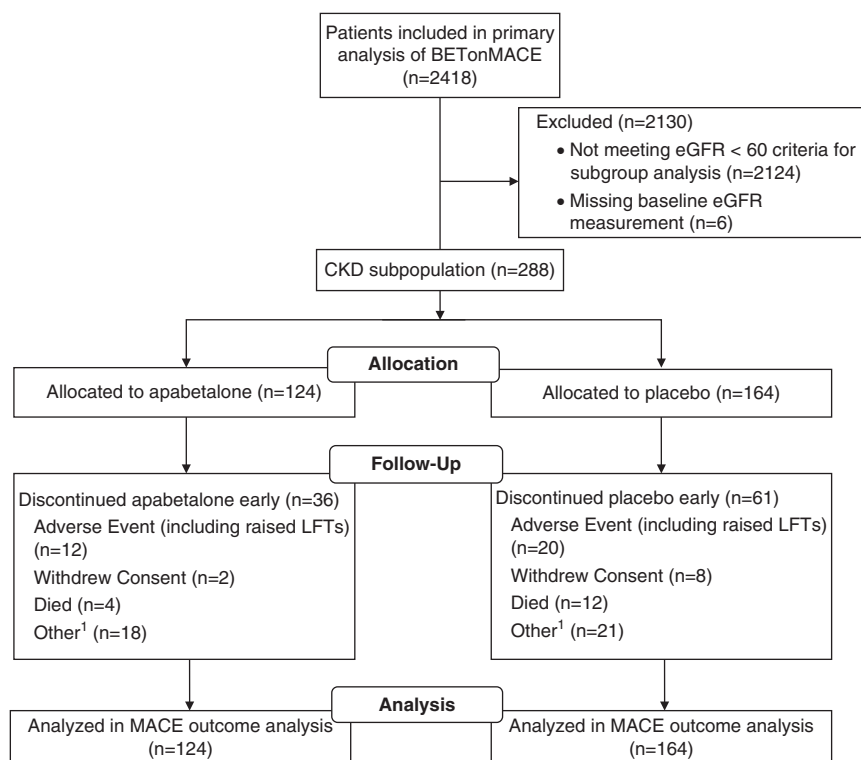 Patients included in primary
analysis of BETonMACE
(n=2418)
Excluded (n=2130)
• Not meeting eGFR < 60 criteria for
subgroup analysis (n=2124)
• Missing baseline eGFR
measurement (n=6)
CKD subpopulation (n=288)
Allocation
Allocated to apabetalone (n=124)
Allocated to placebo (n=164)
Follow-Up
Discontinued apabetalone early (n=36)
Adverse Event (including raised LFTs)
(n=12)
Withdrew Consent (n=2)
Died (n=4)
Other¹ (n=18)
Discontinued placebo early (n=61)
Adverse Event (including raised LFTs)
(n=20)
Withdrew Consent (n=8)
Died (n=12)
Other¹ (n=21)
Analysis
Analyzed in MACE outcome analysis
(n=124)
Analyzed in MACE outcome analysis
(n=164)